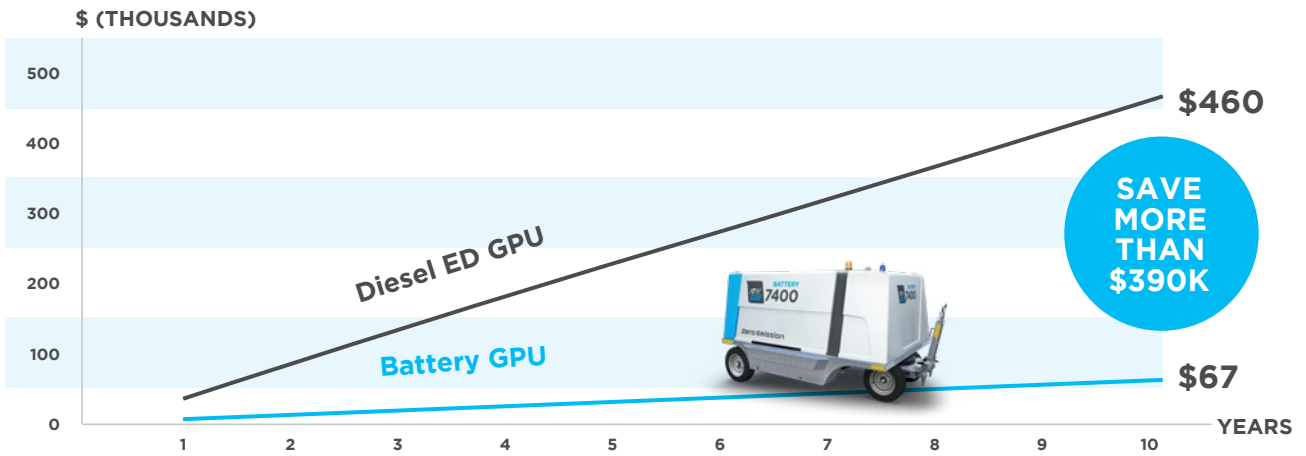 $ (THOUSANDS)
500
400
300
200
100
0
$460
SAVE
MORE
THAN
$390K
Diesel ED GPU
BATTERY
7400
7400
Zero Emission
Battery GPU
$67
YEARS
1 2 3 4 5 6 7 8 9 10